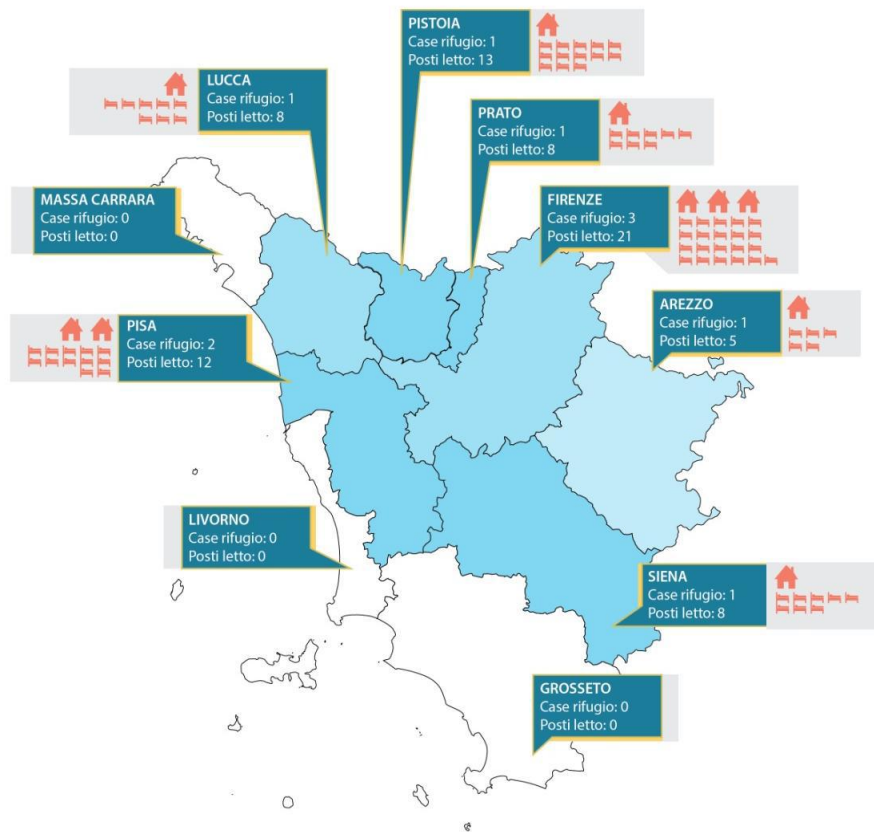 PISTOIA
Case rifugio: 1
Posti letto: 13
LUCCA
Case rifugio: 1
Posti letto: 8
PRATO
Case rifugio: 1
Posti letto: 8
MASSA CARRARA
Case rifugio: 0
Posti letto: 0
FIRENZE
Case rifugio: 3
Posti letto: 21
AREZZO
Case rifugio: 1
Posti letto: 5
PISA
Case rifugio: 2
Posti letto: 12
LIVORNO
Case rifugio: 0
Posti letto: 0
SIENA
Case rifugio: 1
Posti letto: 8
GROSSETO
Case rifugio: 0
Posti letto: 0